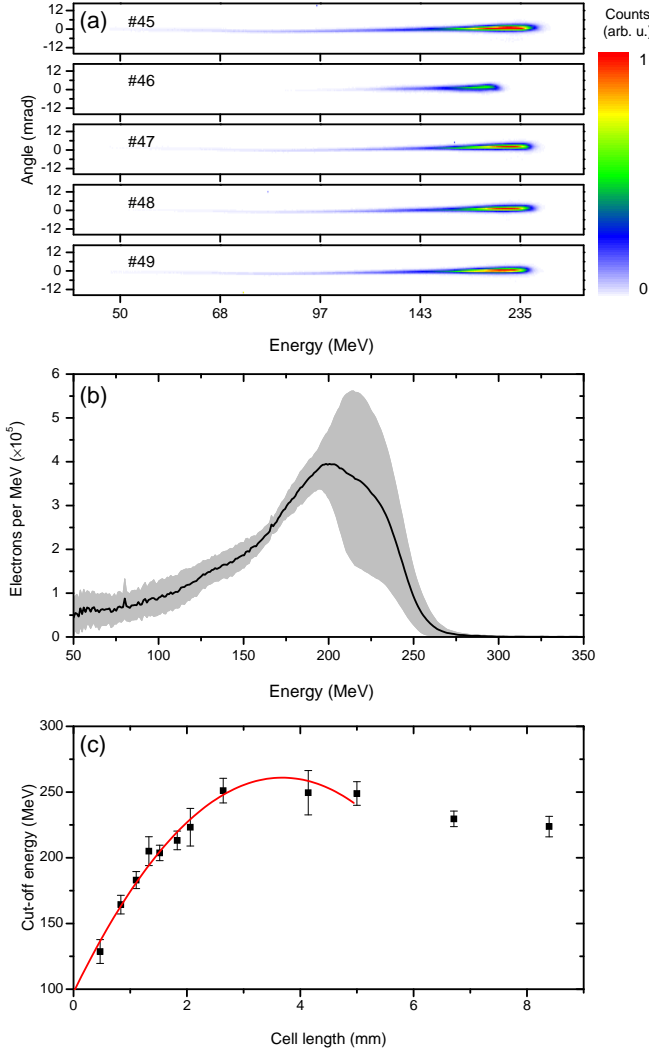 (a)
Counts
(arb. u.)
1
0
12
0
-12
#45
12
0
-12
#46
12
0
-12
#47
12
0
-12
#48
12
0
-12
#49
Angle (mrad)
50 68 97 143 235
Energy (MeV)
(b)
6
5
4
3
2
1
0
Electrons per MeV (×10⁵)
50 100 150 200 250 300 350
Energy (MeV)
(c)
300
250
200
150
100
Cut-off energy (MeV)
0 2 4 6 8
Cell length (mm)